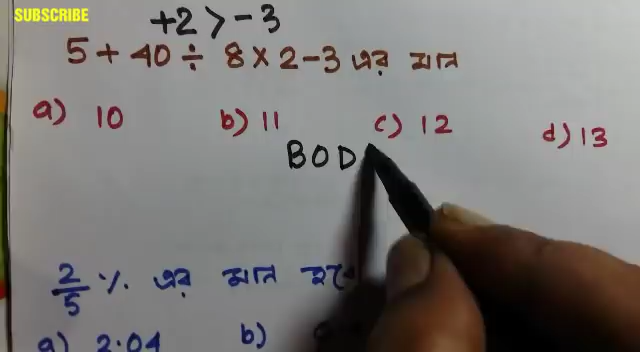 SUBSCRIBE
+2 > -3
5 + 40 ÷ 8 × 2 - 3 এর মান
a) 10 b) 11 c) 12 d) 13
BOD
2/5 %. এর মান
a) 2.04 b)